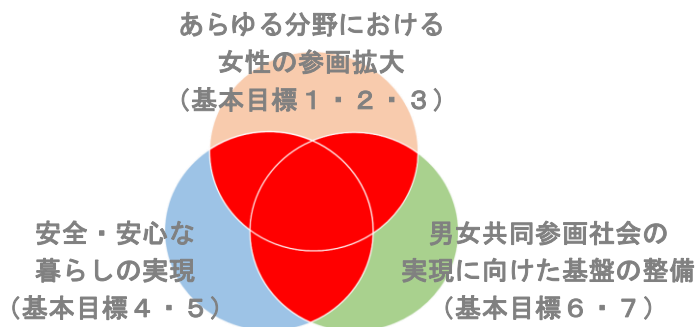 あらゆる分野における
女性の参画拡大
（基本目標１・２・３）
安全・安心な
暮らしの実現
（基本目標４・５）
男女共同参画社会の
実現に向けた基盤の整備
（基本目標６・７）